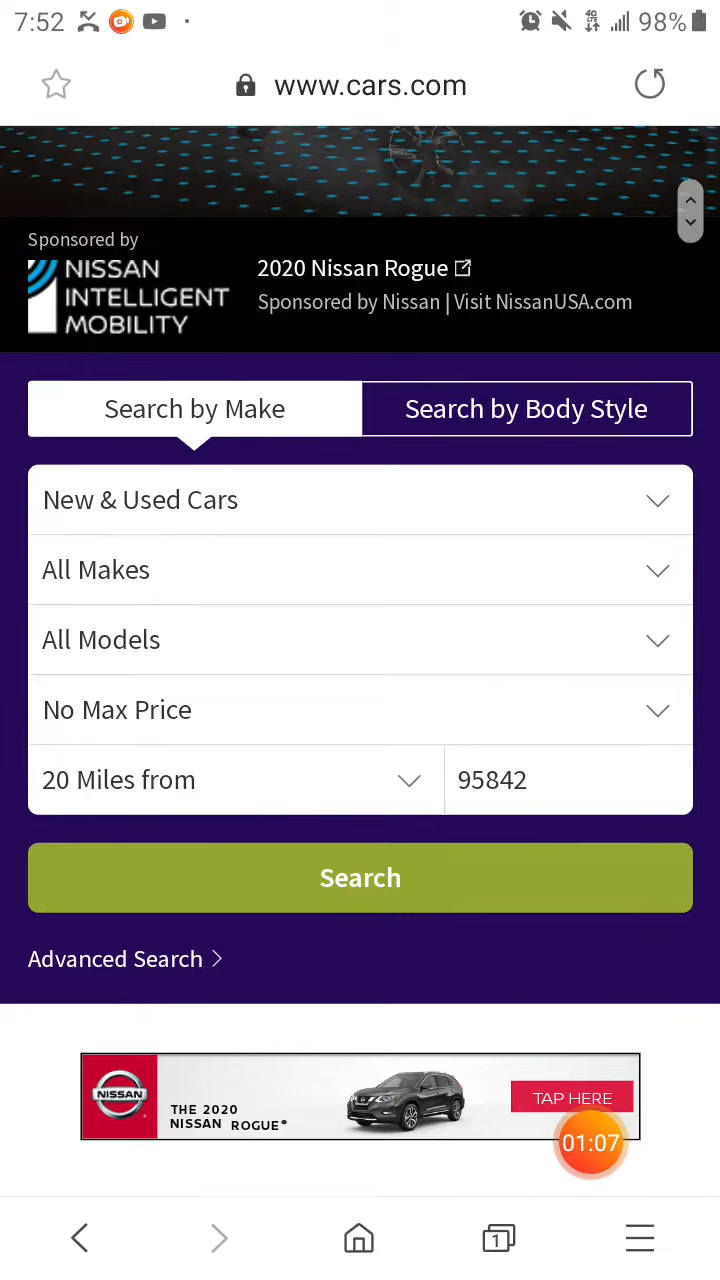 7:52
4G
LTE
98%
www.cars.com
Sponsored by
NISSAN
INTELLIGENT
MOBILITY
2020 Nissan Rogue
Sponsored by Nissan | Visit NissanUSA.com
Search by Make
Search by Body Style
New & Used Cars
All Makes
All Models
No Max Price
20 Miles from
95842
Search
Advanced Search
NISSAN
THE 2020
NISSAN ROGUE®
TAP HERE
01:07
1